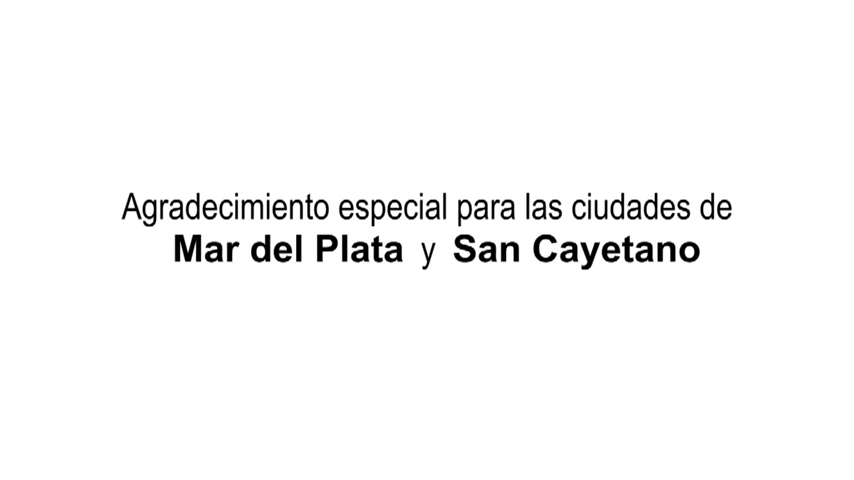 Agradecimiento especial para las ciudades de
Mar del Plata y San Cayetano